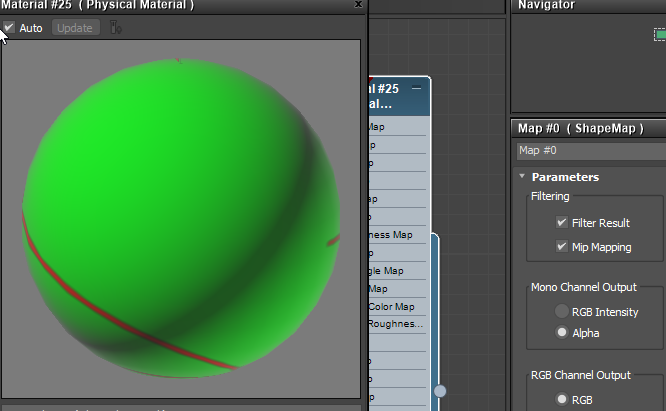 Material #25 ( Physical Material )
Auto
Update
al #25
al...
Map
ness Map
gle Map
Map
Color Map
Roughnes...
Navigator
Map #0 ( ShapeMap )
Map #0
Parameters
Filtering
Filter Result
Mip Mapping
Mono Channel Output
RGB Intensity
Alpha
RGB Channel Output
RGB